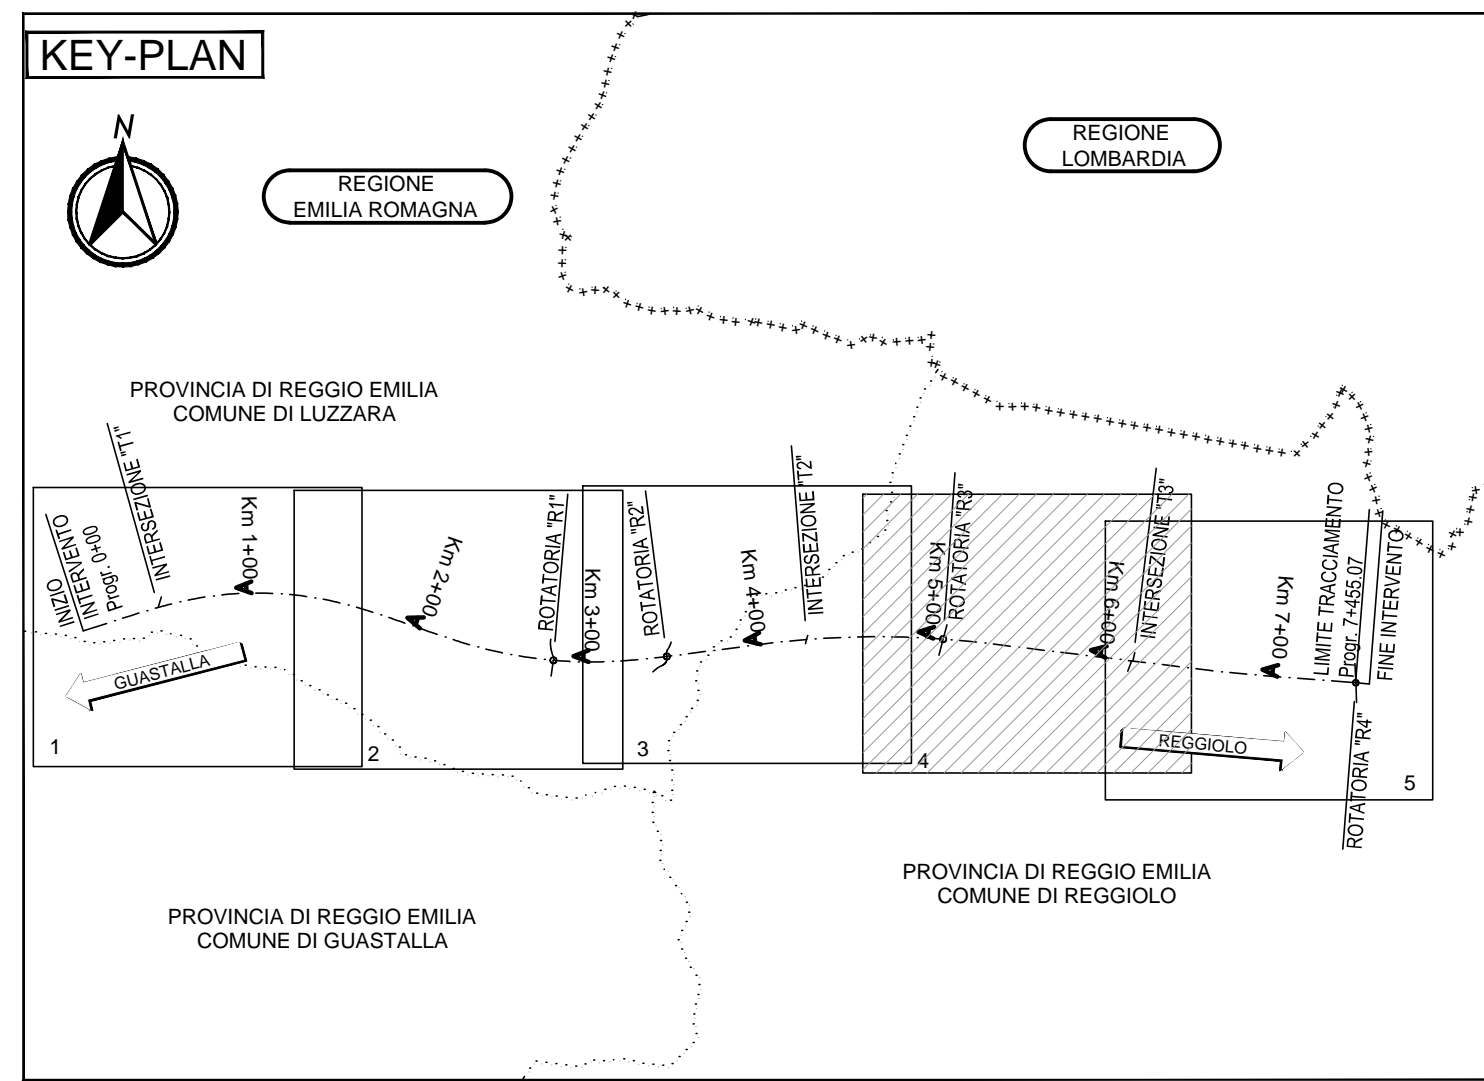 KEY-PLAN
N
REGIONE
EMILIA ROMAGNA
REGIONE
LOMBARDIA
PROVINCIA DI REGGIO EMILIA
COMUNE DI LUZZARA
INIZIO
INTERVENTO
Progr. 0+00
INTERSEZIONE "T1"
Km 1+00
Km 2+00
ROTATORIA "R1"
Km 3+00
ROTATORIA "R2"
Km 4+00
INTERSEZIONE "T2"
Km 5+00
ROTATORIA "R3"
Km 6+00
INTERSEZIONE "T3"
Km 7+00
LIMITE TRACCIAMENTO
Progr. 7+455.07
FINE INTERVENTO
ROTATORIA "R4"
GUASTALLA
REGGIOLO
1
2
3
4
5
PROVINCIA DI REGGIO EMILIA
COMUNE DI REGGIOLO
PROVINCIA DI REGGIO EMILIA
COMUNE DI GUASTALLA